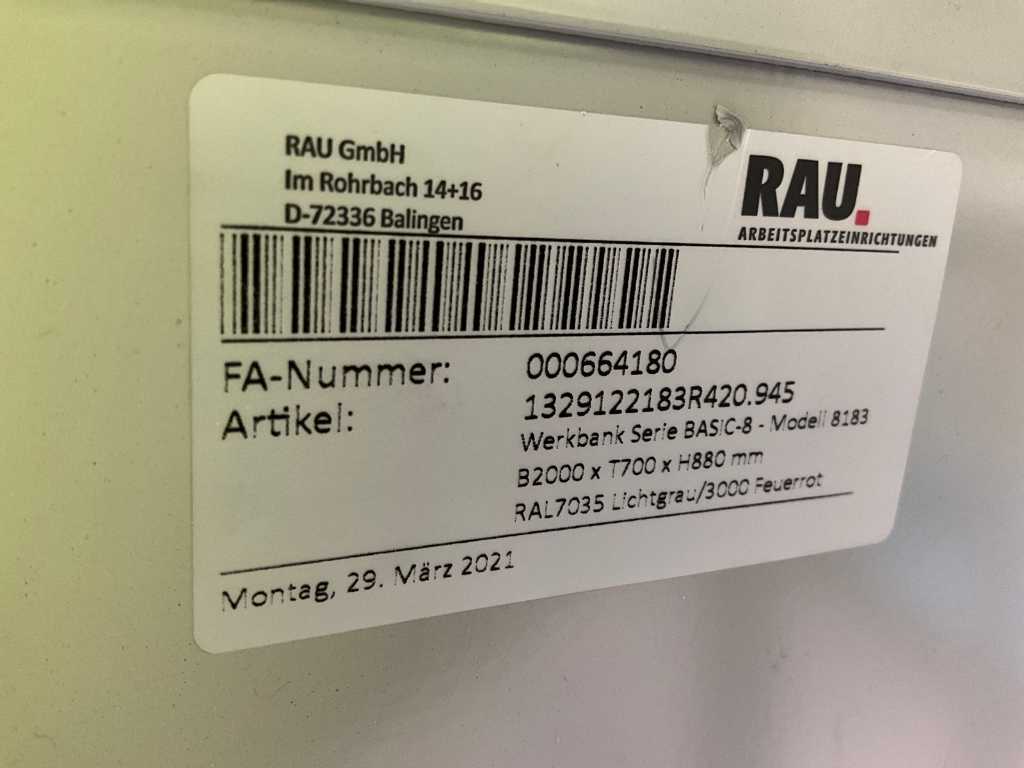 RAU GmbH
Im Rohrbach 14+16
D-72336 Balingen
RAU.
ARBEITSPLATZEINRICHTUNGEN
FA-Nummer: 000664180
Artikel: 1329122183R420.945
Werkbank Serie BASIC-8 - Modell 8183
B2000 x T700 x H880 mm
RAL7035 Lichtgrau/3000 Feuerrot
Montag, 29. März 2021